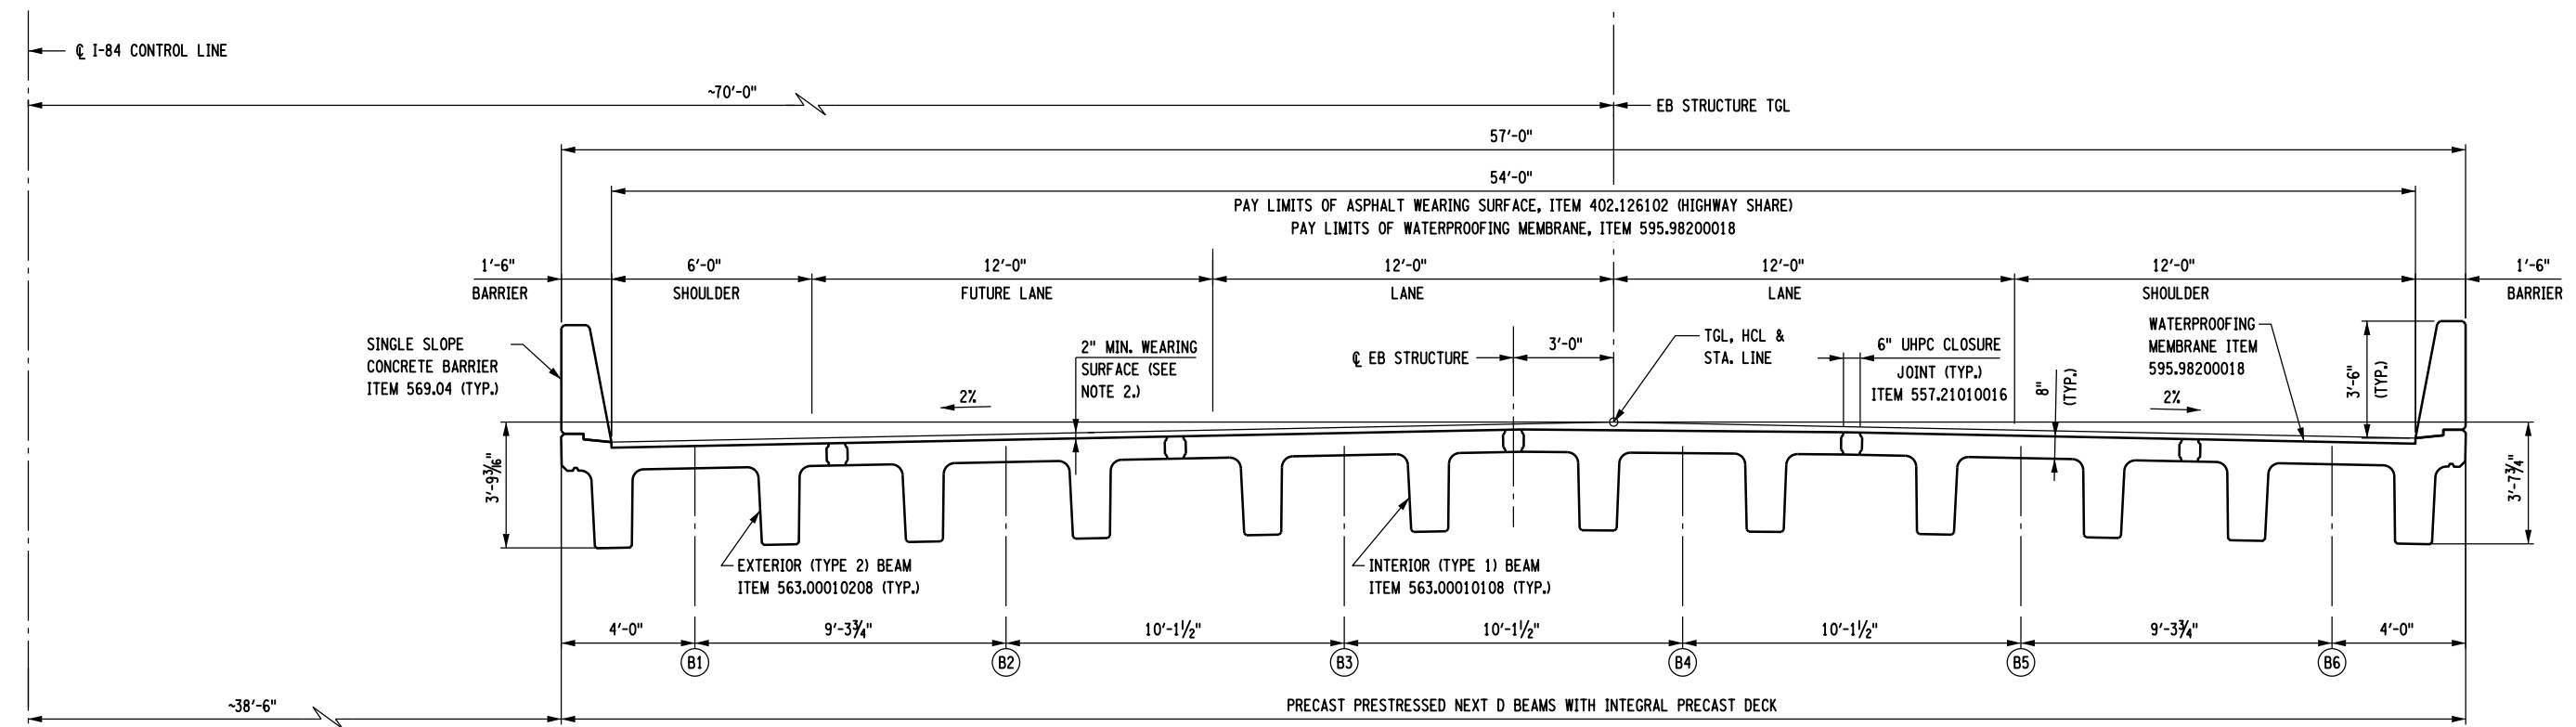 ℄ I-84 CONTROL LINE
~70'-0"
EB STRUCTURE TGL
57'-0"
54'-0"
PAY LIMITS OF ASPHALT WEARING SURFACE, ITEM 402.126102 (HIGHWAY SHARE)
PAY LIMITS OF WATERPROOFING MEMBRANE, ITEM 595.98200018
1'-6"
BARRIER
6'-0"
SHOULDER
12'-0"
FUTURE LANE
12'-0"
LANE
12'-0"
LANE
12'-0"
SHOULDER
1'-6"
BARRIER
SINGLE SLOPE
CONCRETE BARRIER
ITEM 569.04 (TYP.)
2%
2" MIN. WEARING
SURFACE (SEE
NOTE 2.)
℄ EB STRUCTURE
3'-0"
TGL, HCL &
STA. LINE
6" UHPC CLOSURE
JOINT (TYP.)
ITEM 557.21010016
8"
(TYP.)
WATERPROOFING
MEMBRANE ITEM
595.98200018
2%
3'-6"
(TYP.)
3'-9 3/16"
3'-7 3/4"
EXTERIOR (TYPE 2) BEAM
ITEM 563.00010208 (TYP.)
INTERIOR (TYPE 1) BEAM
ITEM 563.00010108 (TYP.)
4'-0"
9'-3 3/4"
10'-1 1/2"
10'-1 1/2"
10'-1 1/2"
9'-3 3/4"
4'-0"
B1
B2
B3
B4
B5
B6
~38'-6"
PRECAST PRESTRESSED NEXT D BEAMS WITH INTEGRAL PRECAST DECK